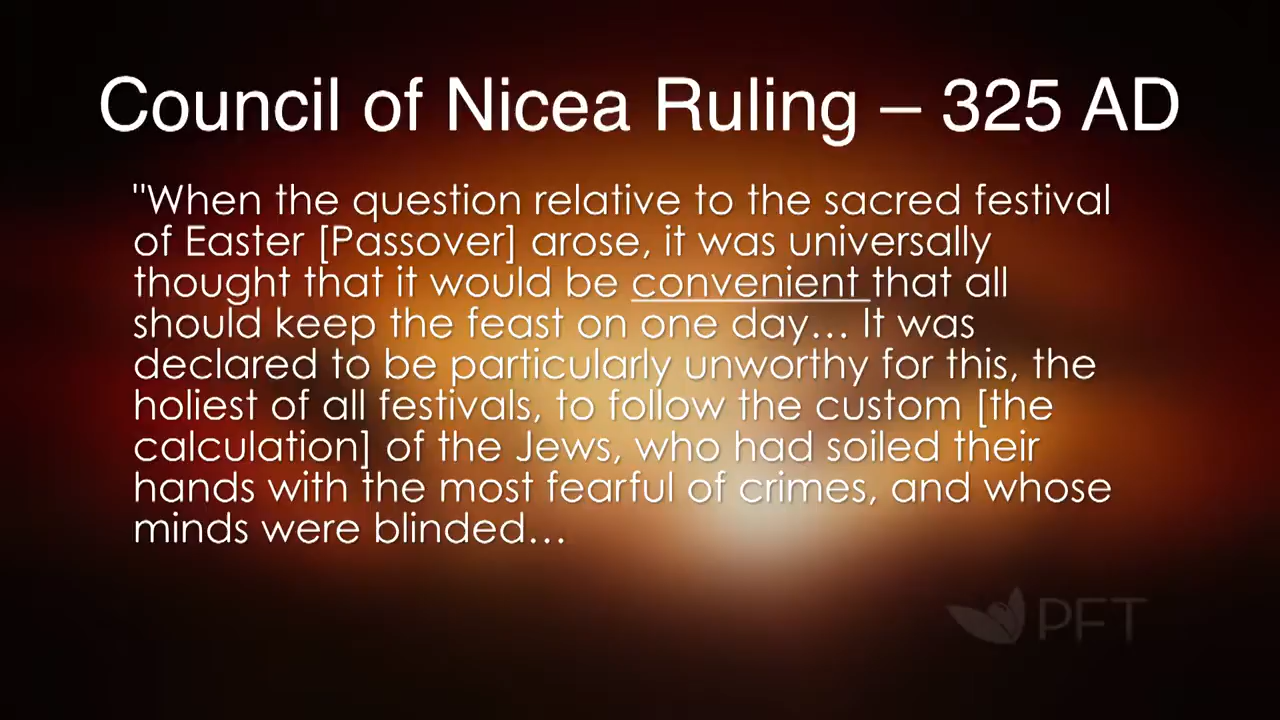 Council of Nicea Ruling – 325 AD
"When the question relative to the sacred festival
of Easter [Passover] arose, it was universally
thought that it would be convenient that all
should keep the feast on one day… It was
declared to be particularly unworthy for this, the
holiest of all festivals, to follow the custom [the
calculation] of the Jews, who had soiled their
hands with the most fearful of crimes, and whose
minds were blinded…
PFT